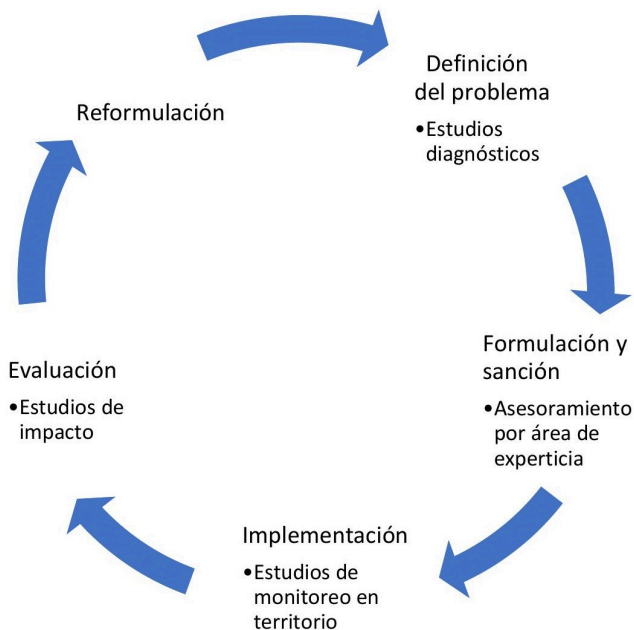 Definición
del problema
•Estudios
diagnósticos
Formulación y
sanción
•Asesoramiento
por área de
experticia
Implementación
•Estudios de
monitoreo en
territorio
Evaluación
•Estudios de
impacto
Reformulación